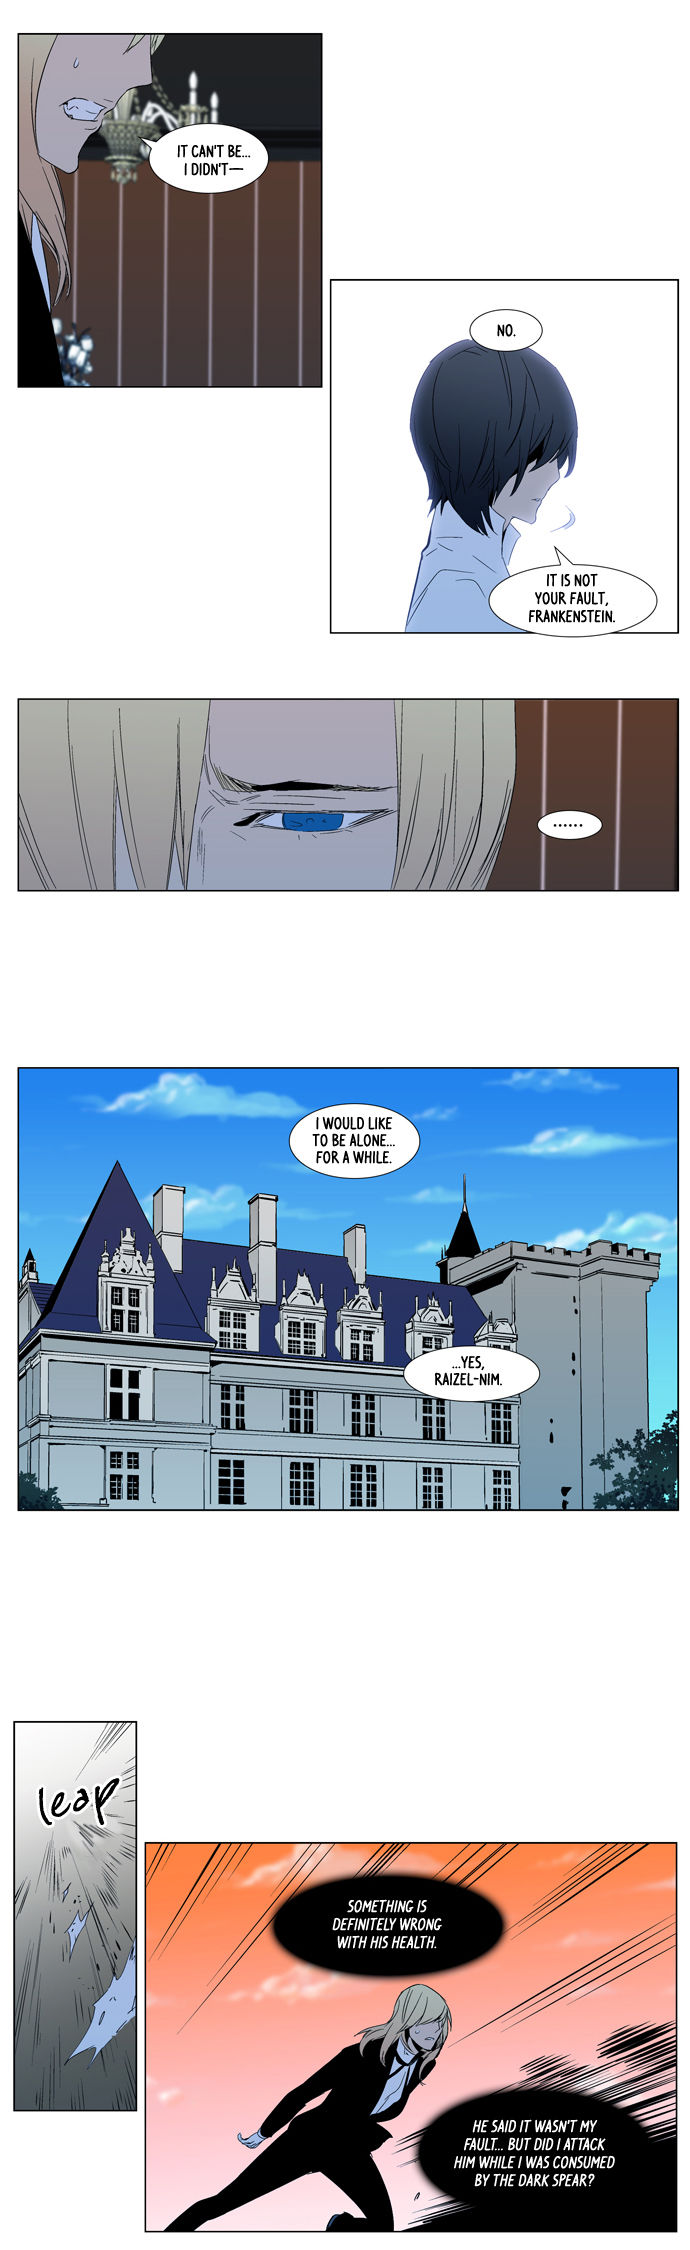 IT CAN'T BE...
I DIDN'T—
NO.
IT IS NOT
YOUR FAULT,
FRANKENSTEIN.
......
I WOULD LIKE
TO BE ALONE...
FOR A WHILE.
...YES,
RAIZEL-NIM.
leap
SOMETHING IS
DEFINITELY WRONG
WITH HIS HEALTH.
HE SAID IT WASN'T MY
FAULT... BUT DID I ATTACK
HIM WHILE I WAS CONSUMED
BY THE DARK SPEAR?